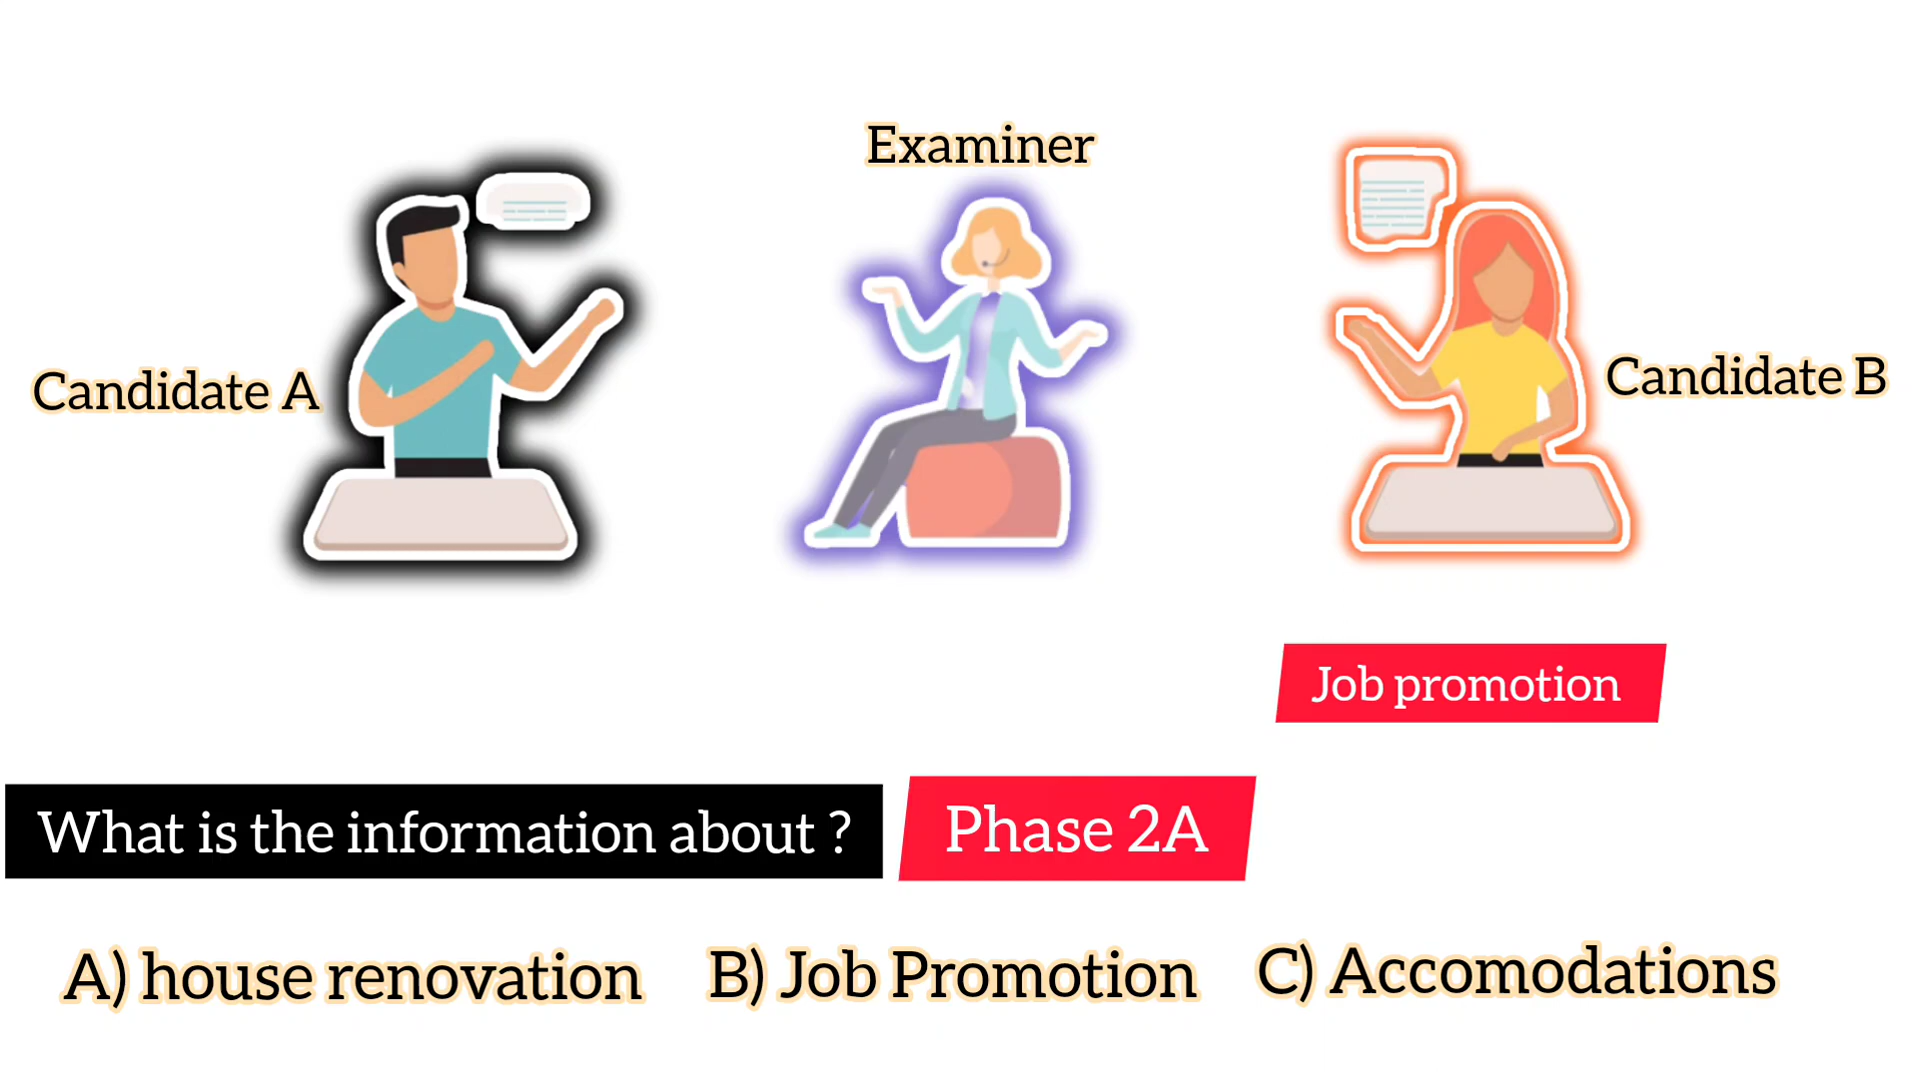 Examiner
Candidate A
Candidate B
Job promotion
What is the information about ?
Phase 2A
A) house renovation
B) Job Promotion
C) Accomodations